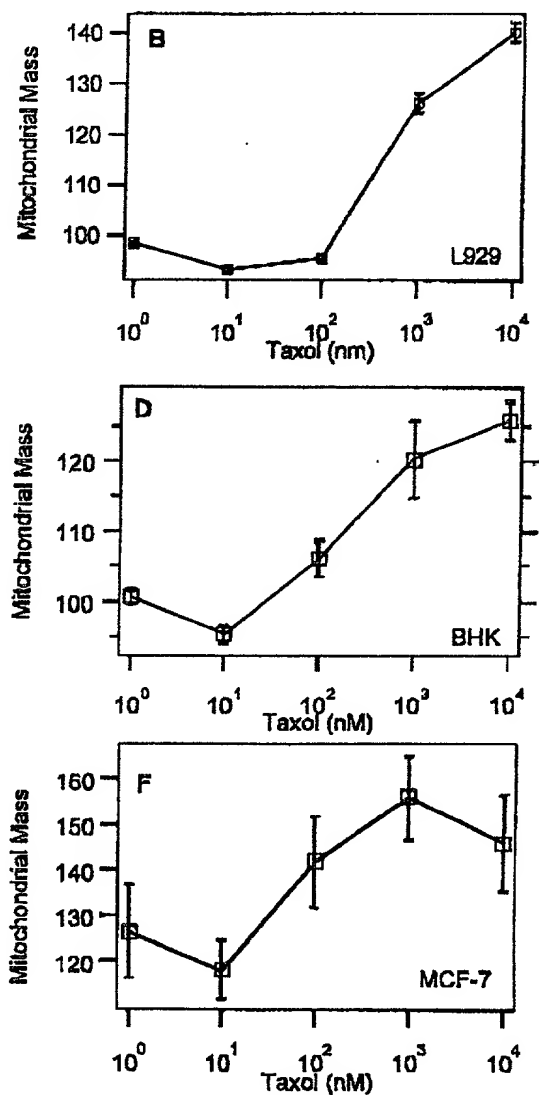 B
Mitochondrial Mass
140
130
120
110
100
L929
10^0 10^1 10^2 10^3 10^4
Taxol (nm)
D
Mitochondrial Mass
120
110
100
BHK
10^0 10^1 10^2 10^3 10^4
Taxol (nM)
F
Mitochondrial Mass
160
150
140
130
120
MCF-7
10^0 10^1 10^2 10^3 10^4
Taxol (nM)